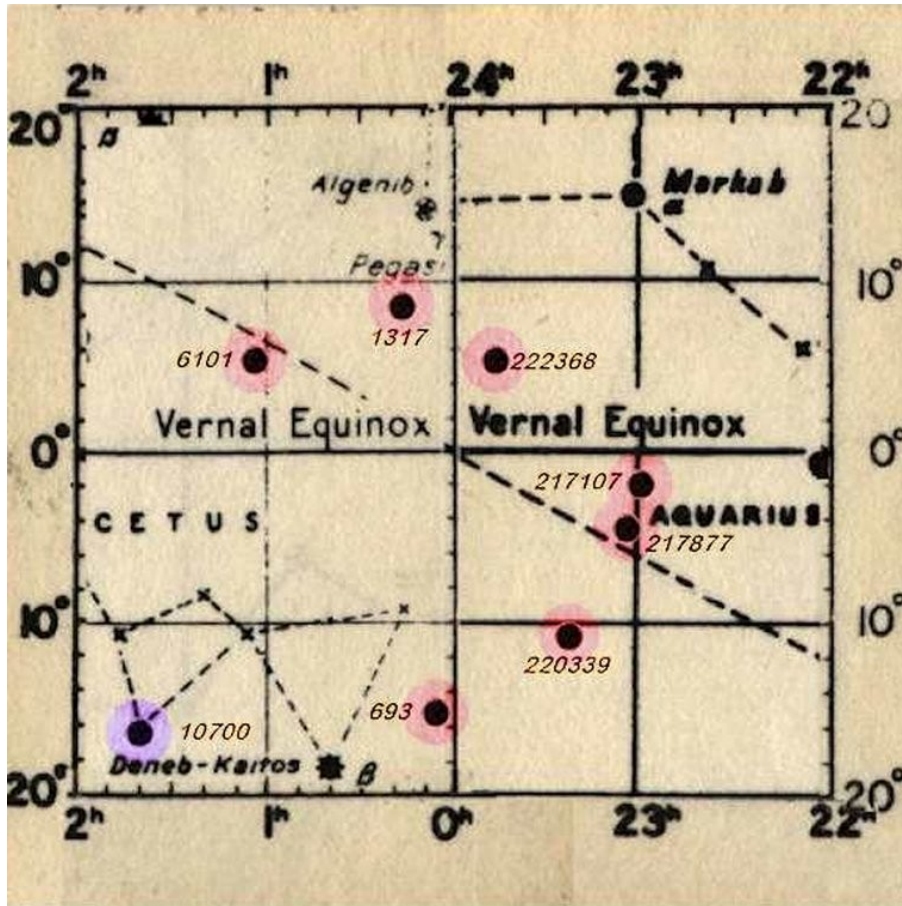 2ʰ 1ʰ 24ʰ 23ʰ 22ʰ
20° 20
ø
Algenib Markab
α
γ
Pegasi
10° 10°
1317
6101 222368
Vernal Equinox Vernal Equinox
0° 0°
217107
CETUS AQUARIUS
217877
10° 10°
220339
693
10700
Deneb-Kaitos β
20° 20°
2ʰ 1ʰ 0ʰ 23ʰ 22ʰ